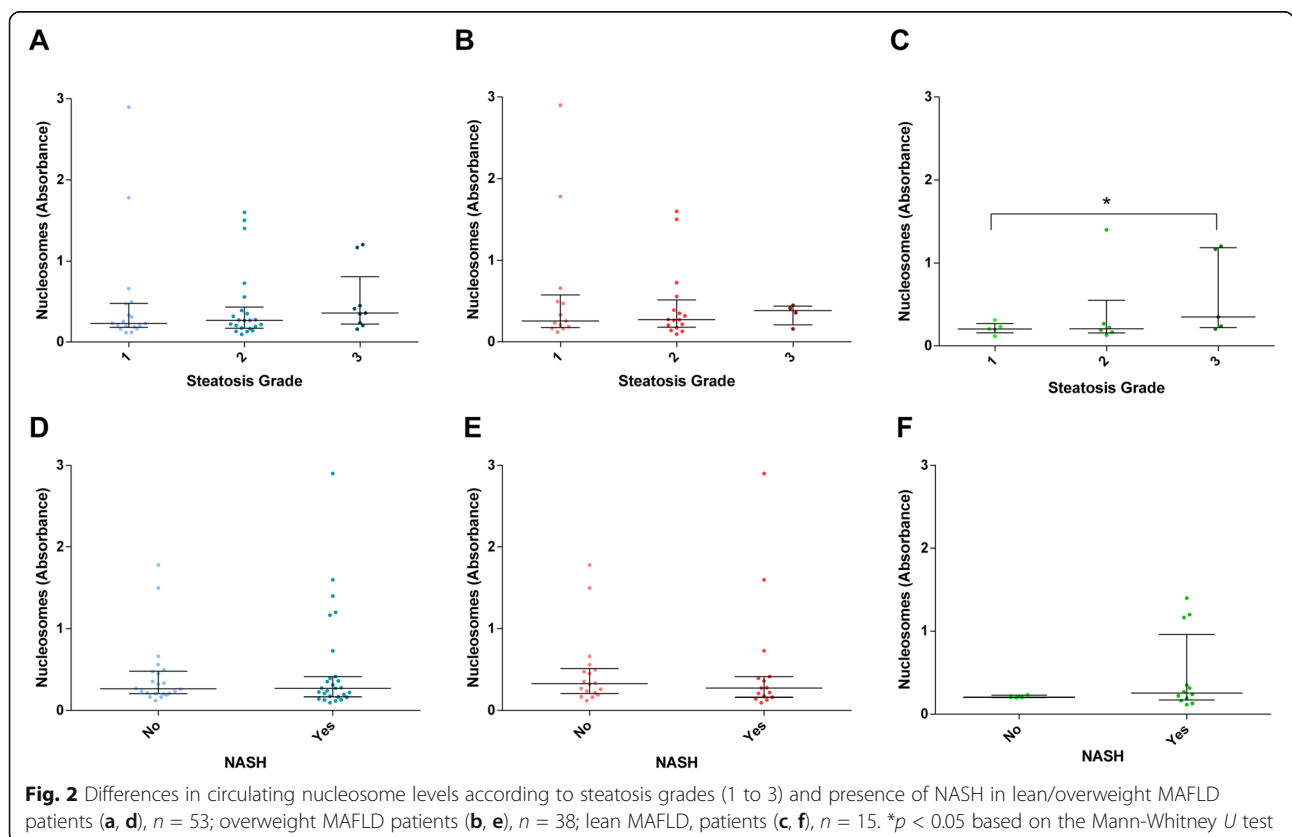 A
B
C
3
2
1
0
Nucleosomes (Absorbance)
1
2
3
Steatosis Grade
3
2
1
0
Nucleosomes (Absorbance)
1
2
3
Steatosis Grade
3
2
1
0
Nucleosomes (Absorbance)
*
1
2
3
Steatosis Grade
D
E
F
3
2
1
0
Nucleosomes (Absorbance)
No
Yes
NASH
3
2
1
0
Nucleosomes (Absorbance)
No
Yes
NASH
3
2
1
0
Nucleosomes (Absorbance)
No
Yes
NASH
Fig. 2 Differences in circulating nucleosome levels according to steatosis grades (1 to 3) and presence of NASH in lean/overweight MAFLD
patients (a, d), n = 53; overweight MAFLD patients (b, e), n = 38; lean MAFLD, patients (c, f), n = 15. *p < 0.05 based on the Mann-Whitney U test